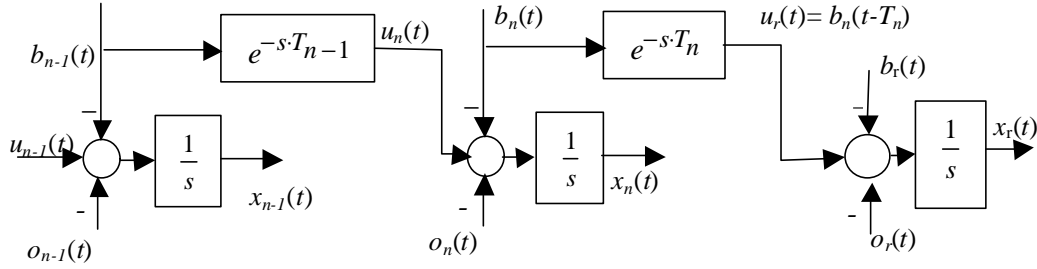 b_{n-1}(t)
e^{-s·T_n-1}
u_n(t)
b_n(t)
e^{-s·T_n}
u_r(t)= b_n(t-T_n)
b_r(t)
–
u_{n-1}(t)
1
s
x_{n-1}(t)
-
o_{n-1}(t)
–
1
s
x_n(t)
-
o_n(t)
–
1
s
x_r(t)
-
o_r(t)